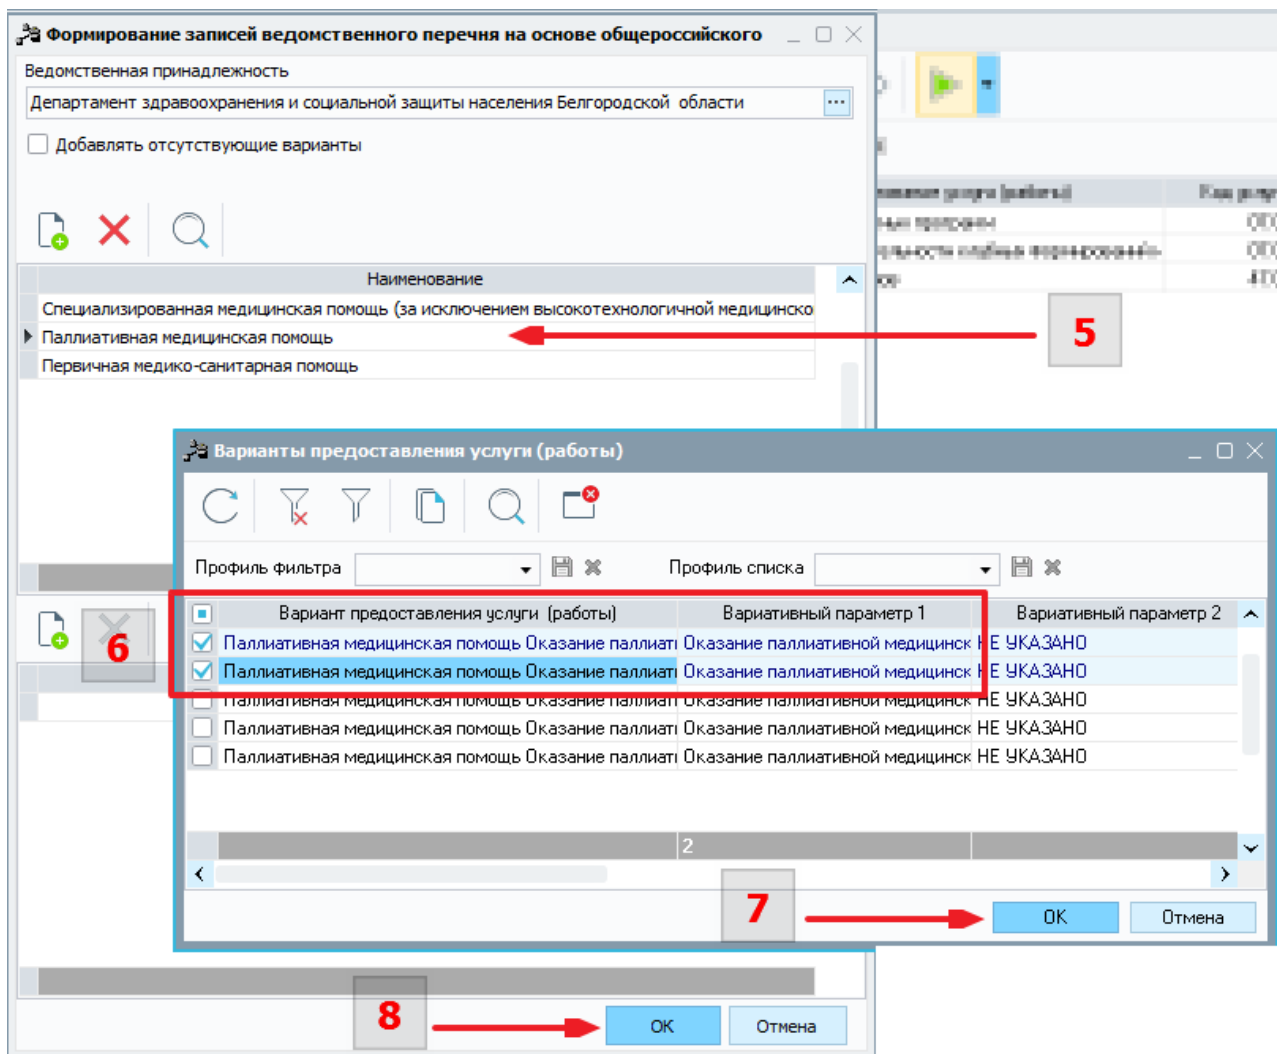 Формирование записей ведомственного перечня на основе общероссийского
Ведомственная принадлежность
Департамент здравоохранения и социальной защиты населения Белгородской области
Добавлять отсутствующие варианты
Наименование
Специализированная медицинская помощь (за исключением высокотехнологичной медицинско
Паллиативная медицинская помощь
Первичная медико-санитарная помощь
5
Варианты предоставления услуги (работы)
Профиль фильтра
Профиль списка
6
Вариант предоставления услуги (работы) Вариативный параметр 1 Вариативный параметр 2
Паллиативная медицинская помощь Оказание паллиати Оказание паллиативной медицинск НЕ УКАЗАНО
Паллиативная медицинская помощь Оказание паллиати Оказание паллиативной медицинск НЕ УКАЗАНО
Паллиативная медицинская помощь Оказание паллиати Оказание паллиативной медицинск НЕ УКАЗАНО
Паллиативная медицинская помощь Оказание паллиати Оказание паллиативной медицинск НЕ УКАЗАНО
Паллиативная медицинская помощь Оказание паллиати Оказание паллиативной медицинск НЕ УКАЗАНО
2
7
ОК Отмена
8
ОК Отмена